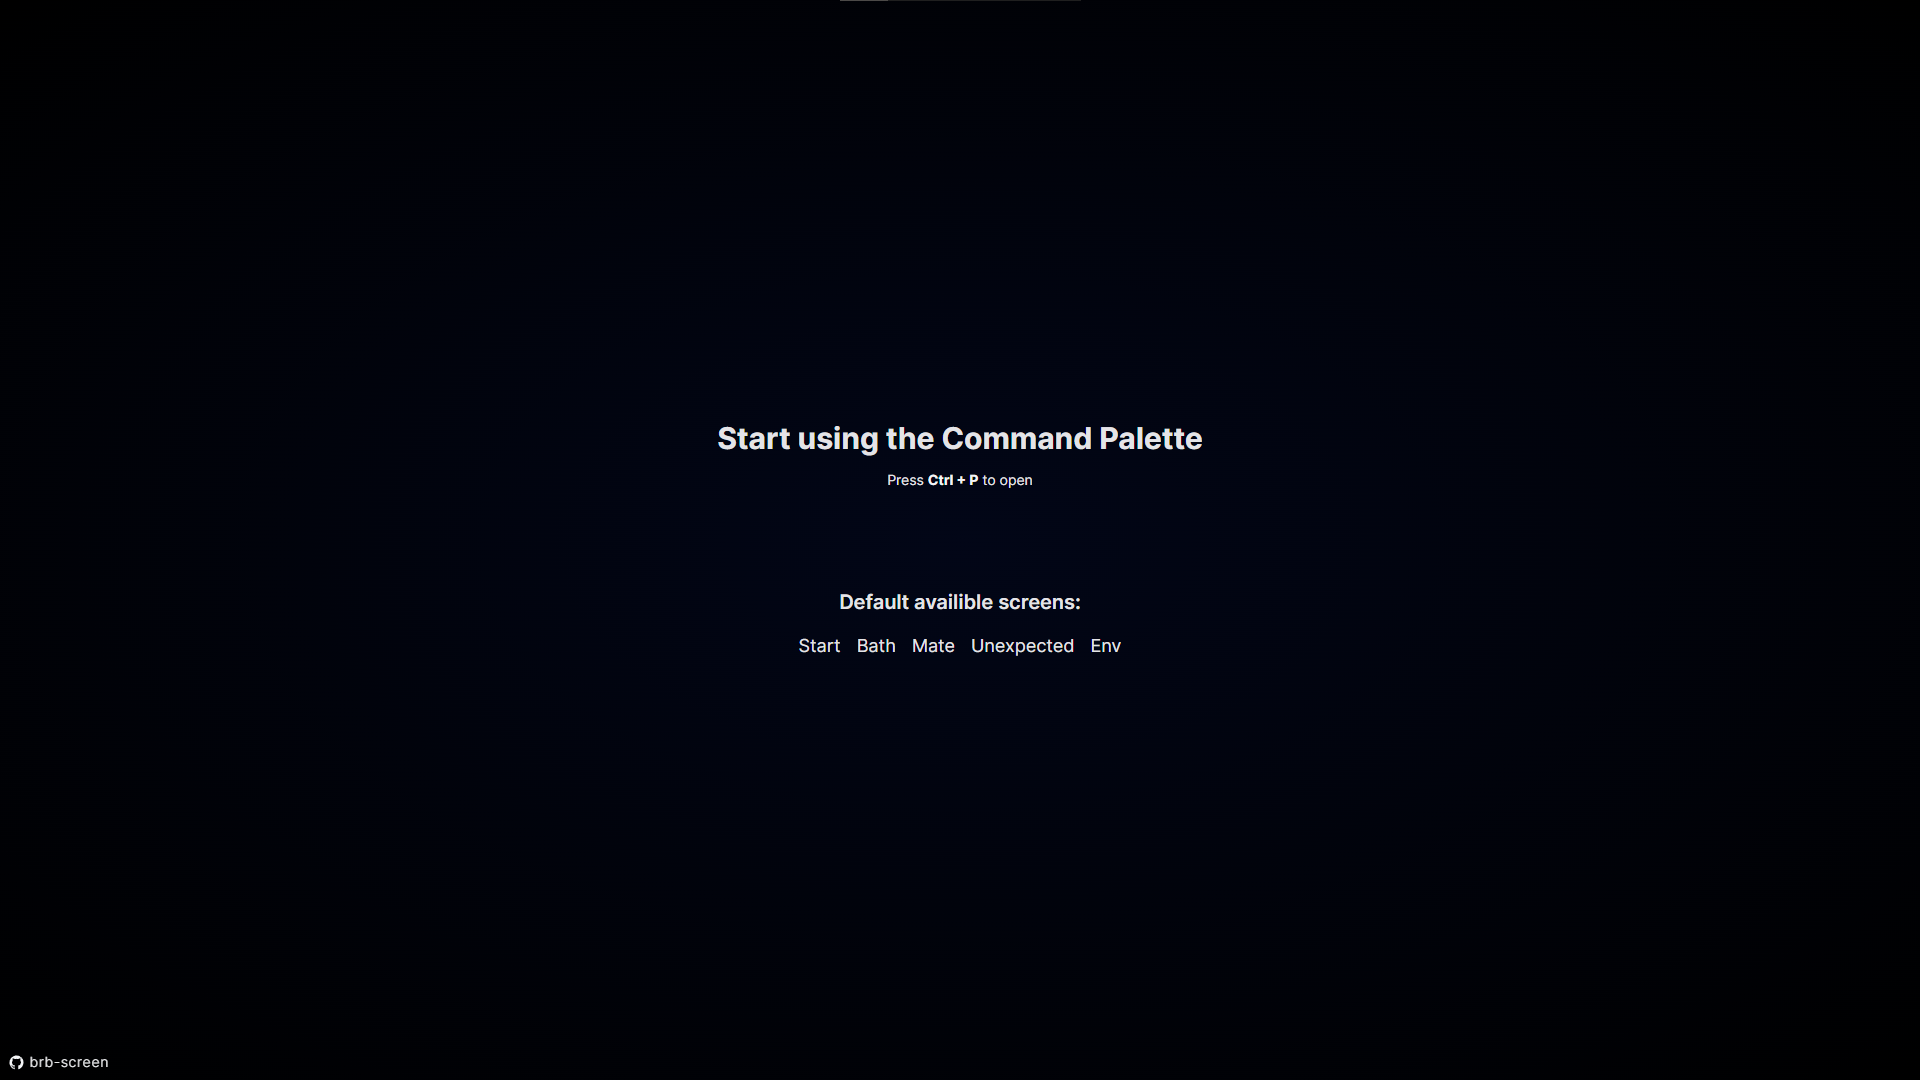 Start using the Command Palette
Press Ctrl + P to open
Default availible screens:
Start Bath Mate Unexpected Env
brb-screen